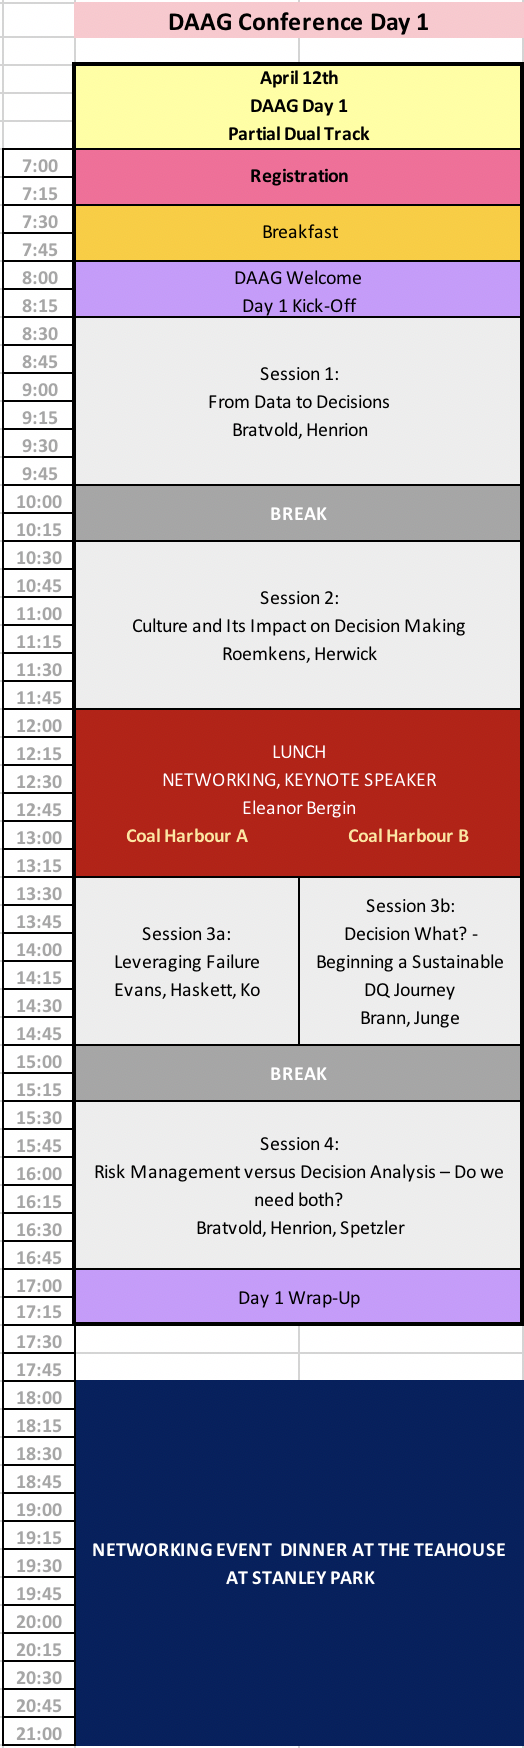 DAAG Conference Day 1
April 12th
DAAG Day 1
Partial Dual Track
7:00
7:15
Registration
7:30
7:45
Breakfast
8:00
8:15
DAAG Welcome
Day 1 Kick-Off
8:30
8:45
9:00
9:15
9:30
9:45
Session 1:
From Data to Decisions
Bratvold, Henrion
10:00
10:15
BREAK
10:30
10:45
11:00
11:15
11:30
11:45
Session 2:
Culture and Its Impact on Decision Making
Roemkens, Herwick
12:00
12:15
12:30
12:45
13:00
13:15
LUNCH
NETWORKING, KEYNOTE SPEAKER
Eleanor Bergin
Coal Harbour A
Coal Harbour B
13:30
13:45
14:00
14:15
14:30
14:45
Session 3a:
Leveraging Failure
Evans, Haskett, Ko
Session 3b:
Decision What? -
Beginning a Sustainable
DQ Journey
Brann, Junge
15:00
15:15
BREAK
15:30
15:45
16:00
16:15
16:30
16:45
Session 4:
Risk Management versus Decision Analysis – Do we
need both?
Bratvold, Henrion, Spetzler
17:00
17:15
Day 1 Wrap-Up
17:30
17:45
18:00
18:15
18:30
18:45
19:00
19:15
19:30
19:45
20:00
20:15
20:30
20:45
21:00
NETWORKING EVENT  DINNER AT THE TEAHOUSE
AT STANLEY PARK